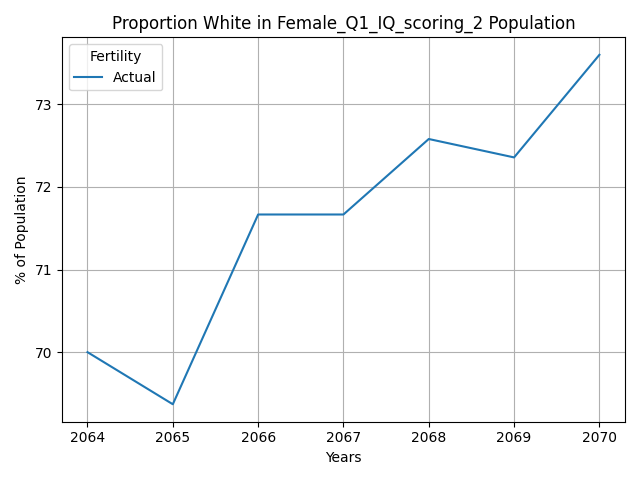 Proportion White in Female_Q1_IQ_scoring_2 Population
Fertility
Actual
% of Population
73
72
71
70
2064 2065 2066 2067 2068 2069 2070
Years